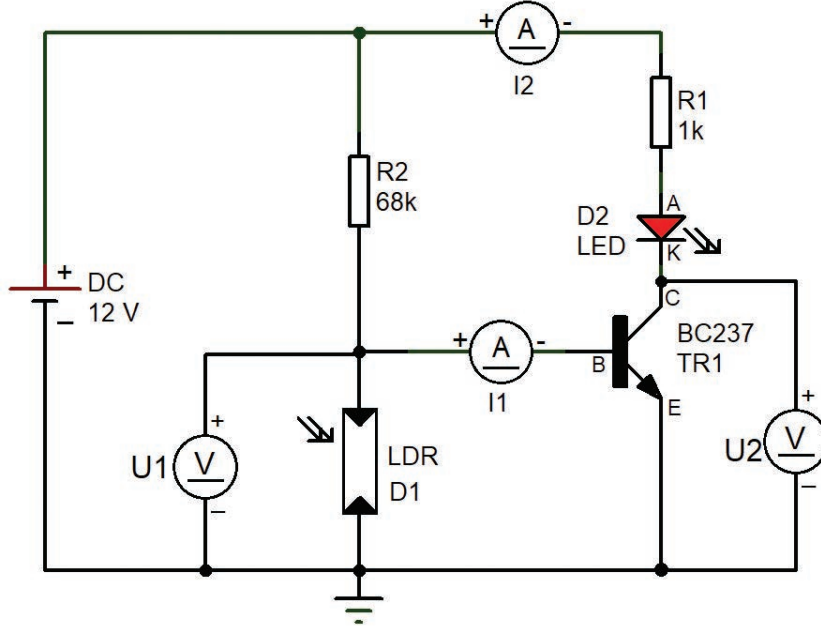 + A -
I2
R1
1k
R2
68k
A
D2
LED
K
+ DC
12 V
–
C
BC237
TR1
+ A -
B
I1
E
+
U1 V
–
LDR
D1
+
U2 V
–